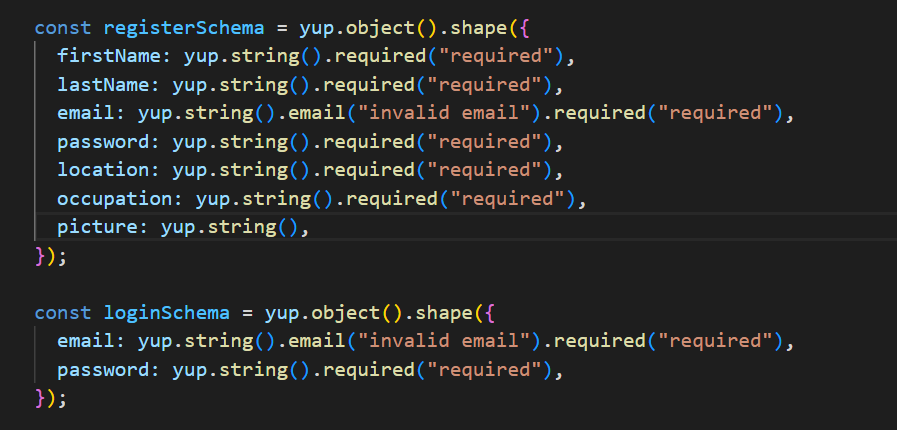 const registerSchema = yup.object().shape({
  firstName: yup.string().required("required"),
  lastName: yup.string().required("required"),
  email: yup.string().email("invalid email").required("required"),
  password: yup.string().required("required"),
  location: yup.string().required("required"),
  occupation: yup.string().required("required"),
  picture: yup.string(),
});

const loginSchema = yup.object().shape({
  email: yup.string().email("invalid email").required("required"),
  password: yup.string().required("required"),
});